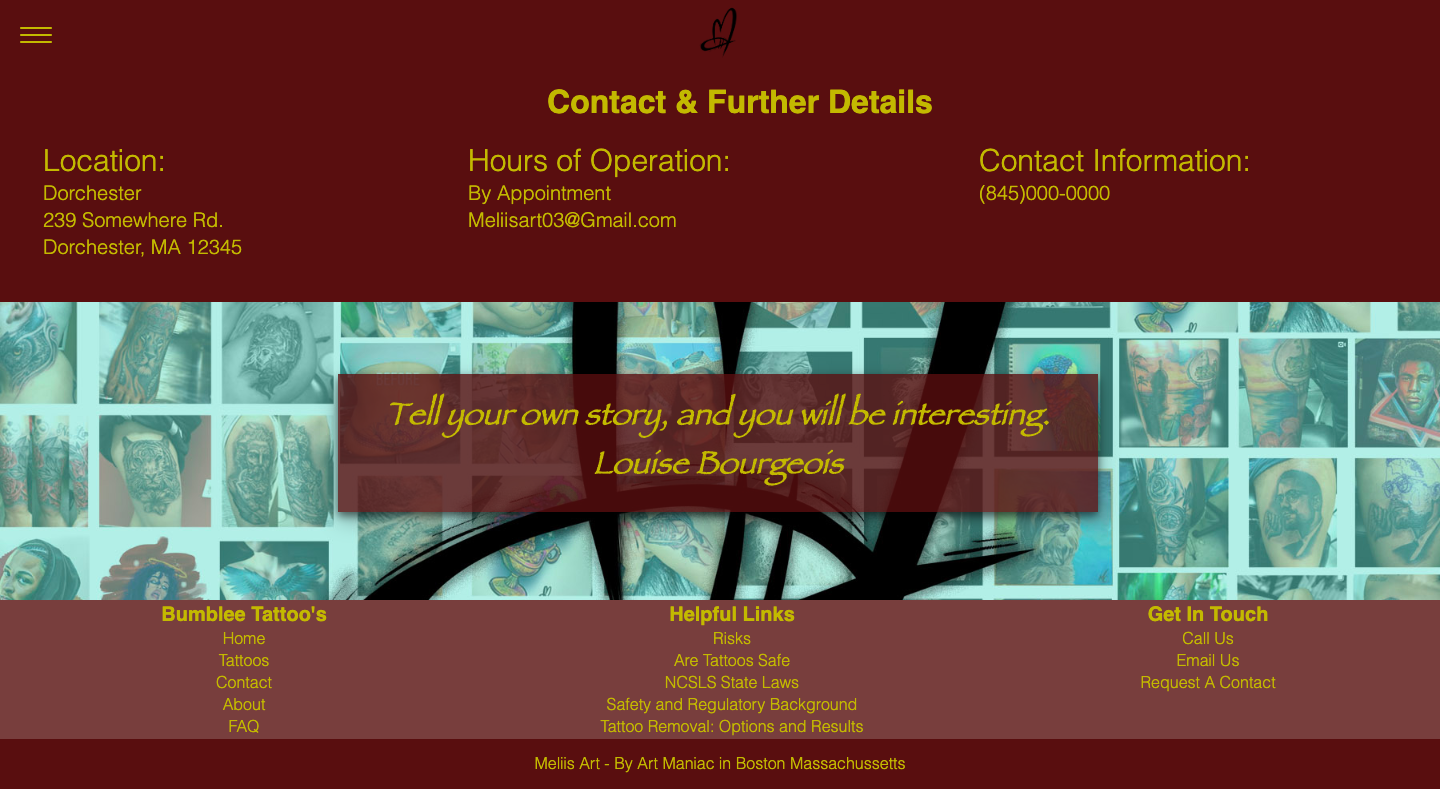 Contact & Further Details
Location:
Dorchester
239 Somewhere Rd.
Dorchester, MA 12345
Hours of Operation:
By Appointment
Meliisart03@Gmail.com
Contact Information:
(845)000-0000
Tell your own story, and you will be interesting.
Louise Bourgeois
Bumblee Tattoo's
Home
Tattoos
Contact
About
FAQ
Helpful Links
Risks
Are Tattoos Safe
NCSLS State Laws
Safety and Regulatory Background
Tattoo Removal: Options and Results
Get In Touch
Call Us
Email Us
Request A Contact
Meliis Art - By Art Maniac in Boston Massachussetts